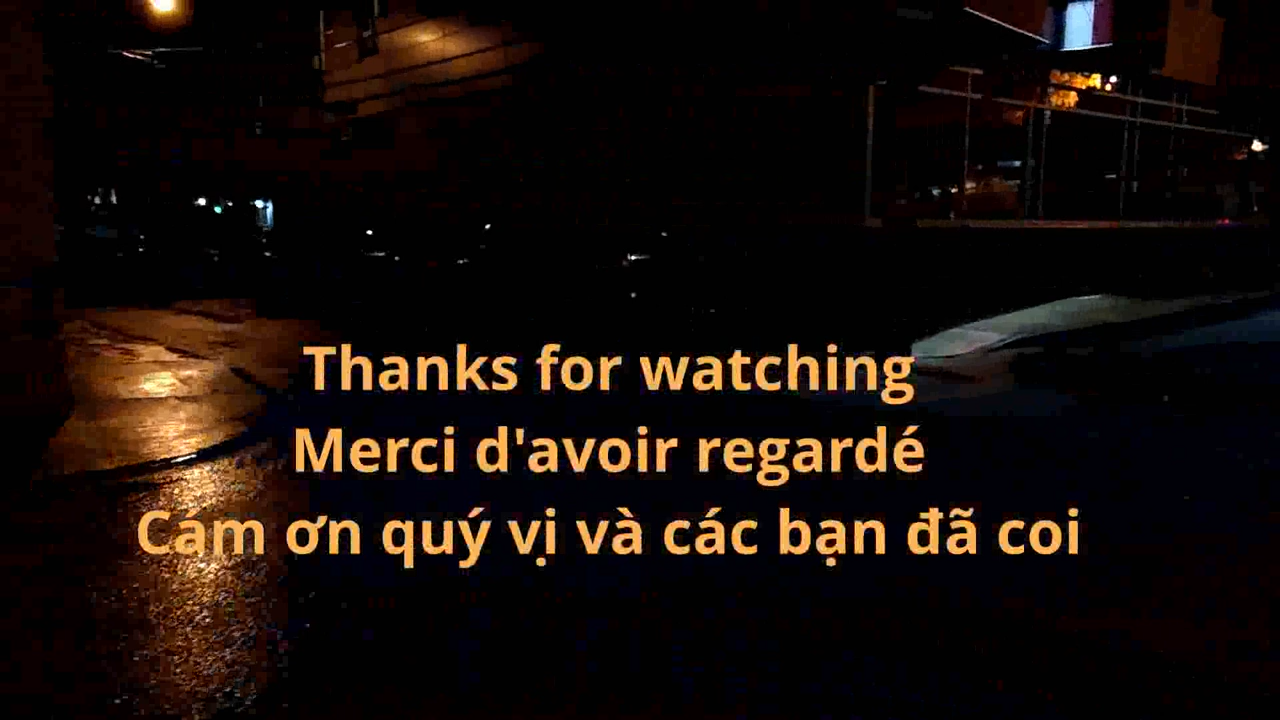 Thanks for watching
Merci d'avoir regardé
Cám ơn quý vị và các bạn đã coi